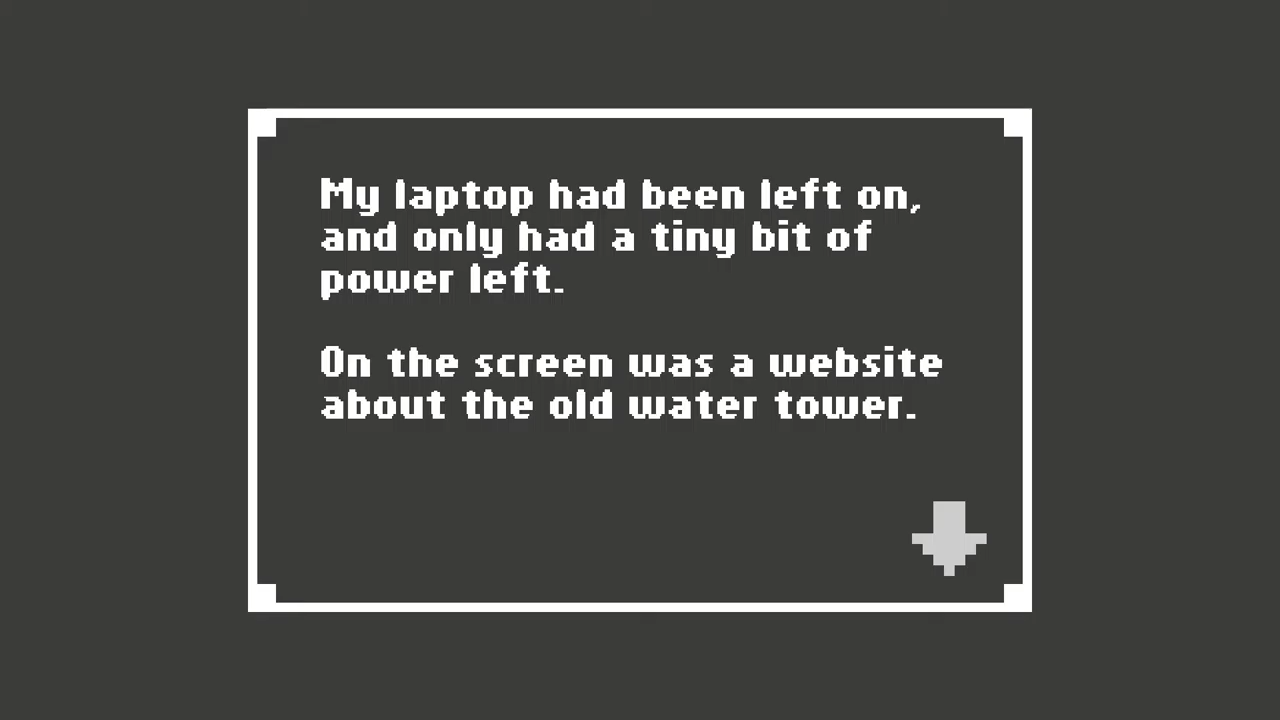 My laptop had been left on,
and only had a tiny bit of
power left.
On the screen was a website
about the old water tower.